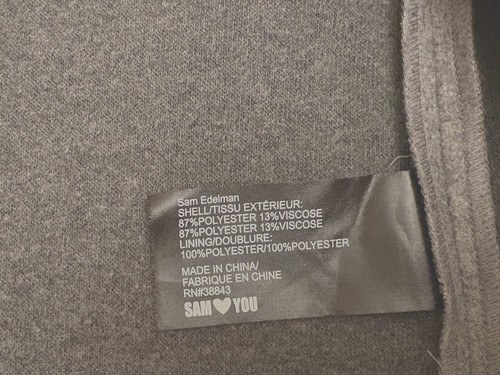 Sam Edelman
SHELL/TISSU EXTÉRIEUR:
87%POLYESTER 13%VISCOSE
87%POLYESTER 13%VISCOSE
LINING/DOUBLURE:
100%POLYESTER/100%POLYESTER
MADE IN CHINA/
FABRIQUE EN CHINE
RN#38843
SAM♥YOU